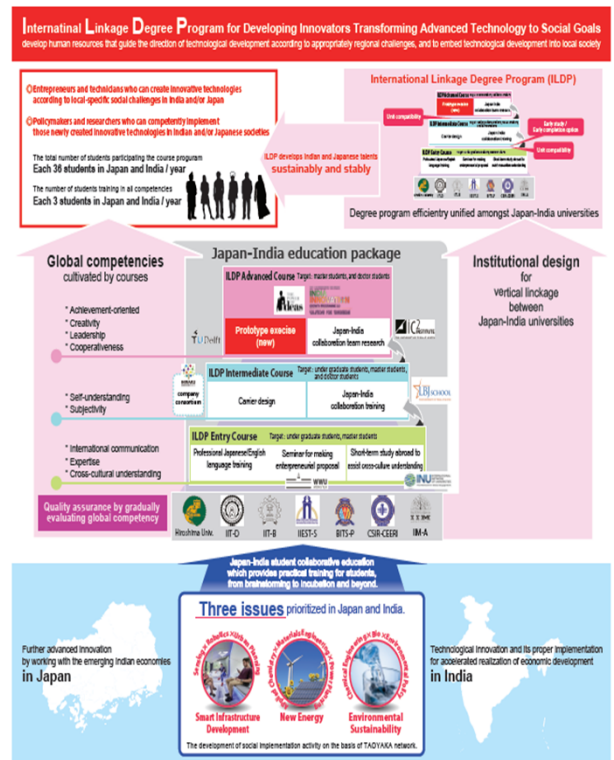 Internatinal Linkage Degree Program for Developing Innovators Transforming Advanced Technology to Social Goals
develop human resources that guide the direction of technological development according to appropriately regional challenges, and to embed technological development into local society
Entrepreneurs and technicians who can create innovative technologies
according to local-specific social challenges in India and/or Japan
Policymakers and researchers who can competently implement
those newly created innovative technologies in Indian and/or Japanese societies
The total number of students participating the course program
Each 36 students in Japan and India / year
The number of students training in all competencies
Each 3 students in Japan and India / year
ILDP develops Indian and Japanese talents
sustainably and stably
International Linkage Degree Program (ILDP)
Unit compatibility
Early study /
Early completion option
Unit compatibility
Degree program efficientry unified amongst Japan-India universities
Global competencies
cultivated by courses
* Achievement-oriented
* Creativity
* Leadership
* Cooperativeness
* Self-understanding
* Subjectivity
* International communication
* Expertise
* Cross-cultural understanding
Quality assurance by gradually
evaluating global competency
Japan-India education package
ILDP Advanced Course Target: master students, and doctor students
TU Delft
Prototype execise
(new)
Japan-India
collaboration team research
ILDP Intermediate Course Target: under graduate students, master students,
and doctor students
company
consortium
Carrier design
Japan-India
collaboration training
ILDP Entry Course Target: under graduate students, master students
Professional Japanese/English
language training
Seminar for making
enterpreneurial proposal
Short-term study abroad to
assist cross-culture understanding
WWU
INU
Hiroshima Univ.
IIT-D
IIT-B
IIEST-S
BITS-P
CSIR-CEERI
IIM-A
Institutional design
for
vertical linckage
between
Japan-India universities
Japan-India student collaborative education
which provides practical training for students,
from brainstorming to incubation and beyond.
Three issues prioritized in Japan and India.
Smart Infrastructure
Development
New Energy
Environmental
Sustainability
The development of social implementation activity on the basis of TAOYAKA network.
Further advanced innovation
by working with the emerging Indian economies
in Japan
Technological innovation and its proper implementation
for accelerated realization of economic development
in India